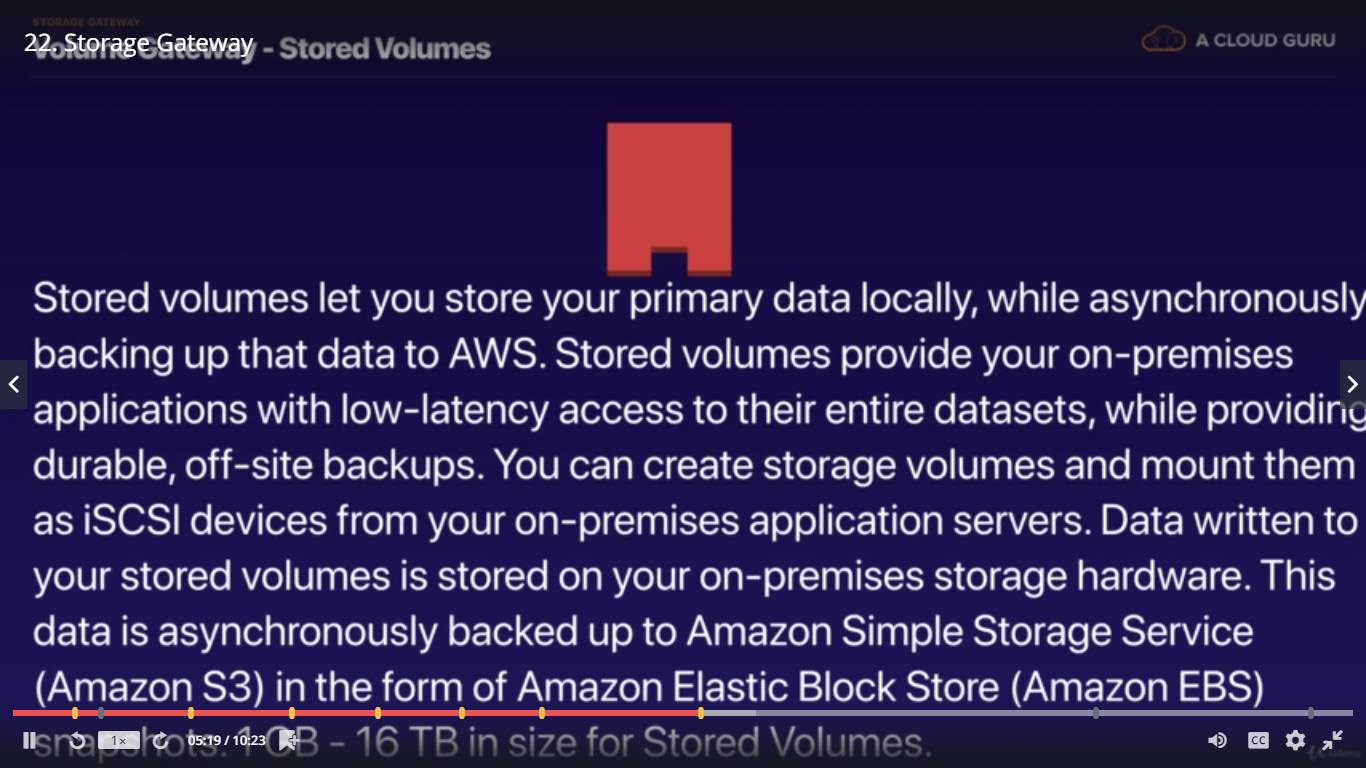 STORAGE GATEWAY
22. Storage Gateway
Volume Gateway - Stored Volumes
A CLOUD GURU
Stored volumes let you store your primary data locally, while asynchronously
backing up that data to AWS. Stored volumes provide your on-premises
applications with low-latency access to their entire datasets, while providing
durable, off-site backups. You can create storage volumes and mount them
as iSCSI devices from your on-premises application servers. Data written to
your stored volumes is stored on your on-premises storage hardware. This
data is asynchronously backed up to Amazon Simple Storage Service
(Amazon S3) in the form of Amazon Elastic Block Store (Amazon EBS)
snapshots. 1 GB - 16 TB in size for Stored Volumes.
1×
05:19 / 10:23
CC